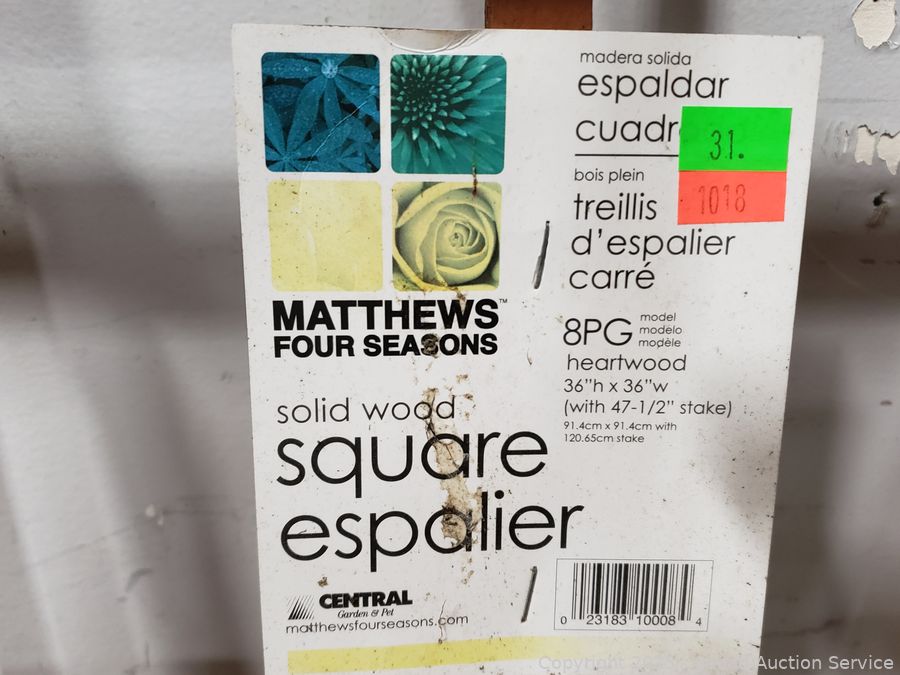 madera solida
espaldar
cuadr
31.
1018
bois plein
treillis
d'espalier
carré
MATTHEWS™
FOUR SEASONS
8PG
model
modelo
modèle
heartwood
36"h x 36"w
(with 47-1/2" stake)
91.4cm x 91.4cm with
120.65cm stake
solid wood
square
espalier
CENTRAL
Garden & Pet
matthewsfourseasons.com
0 23183 10008 4
Copyright
Auction Service